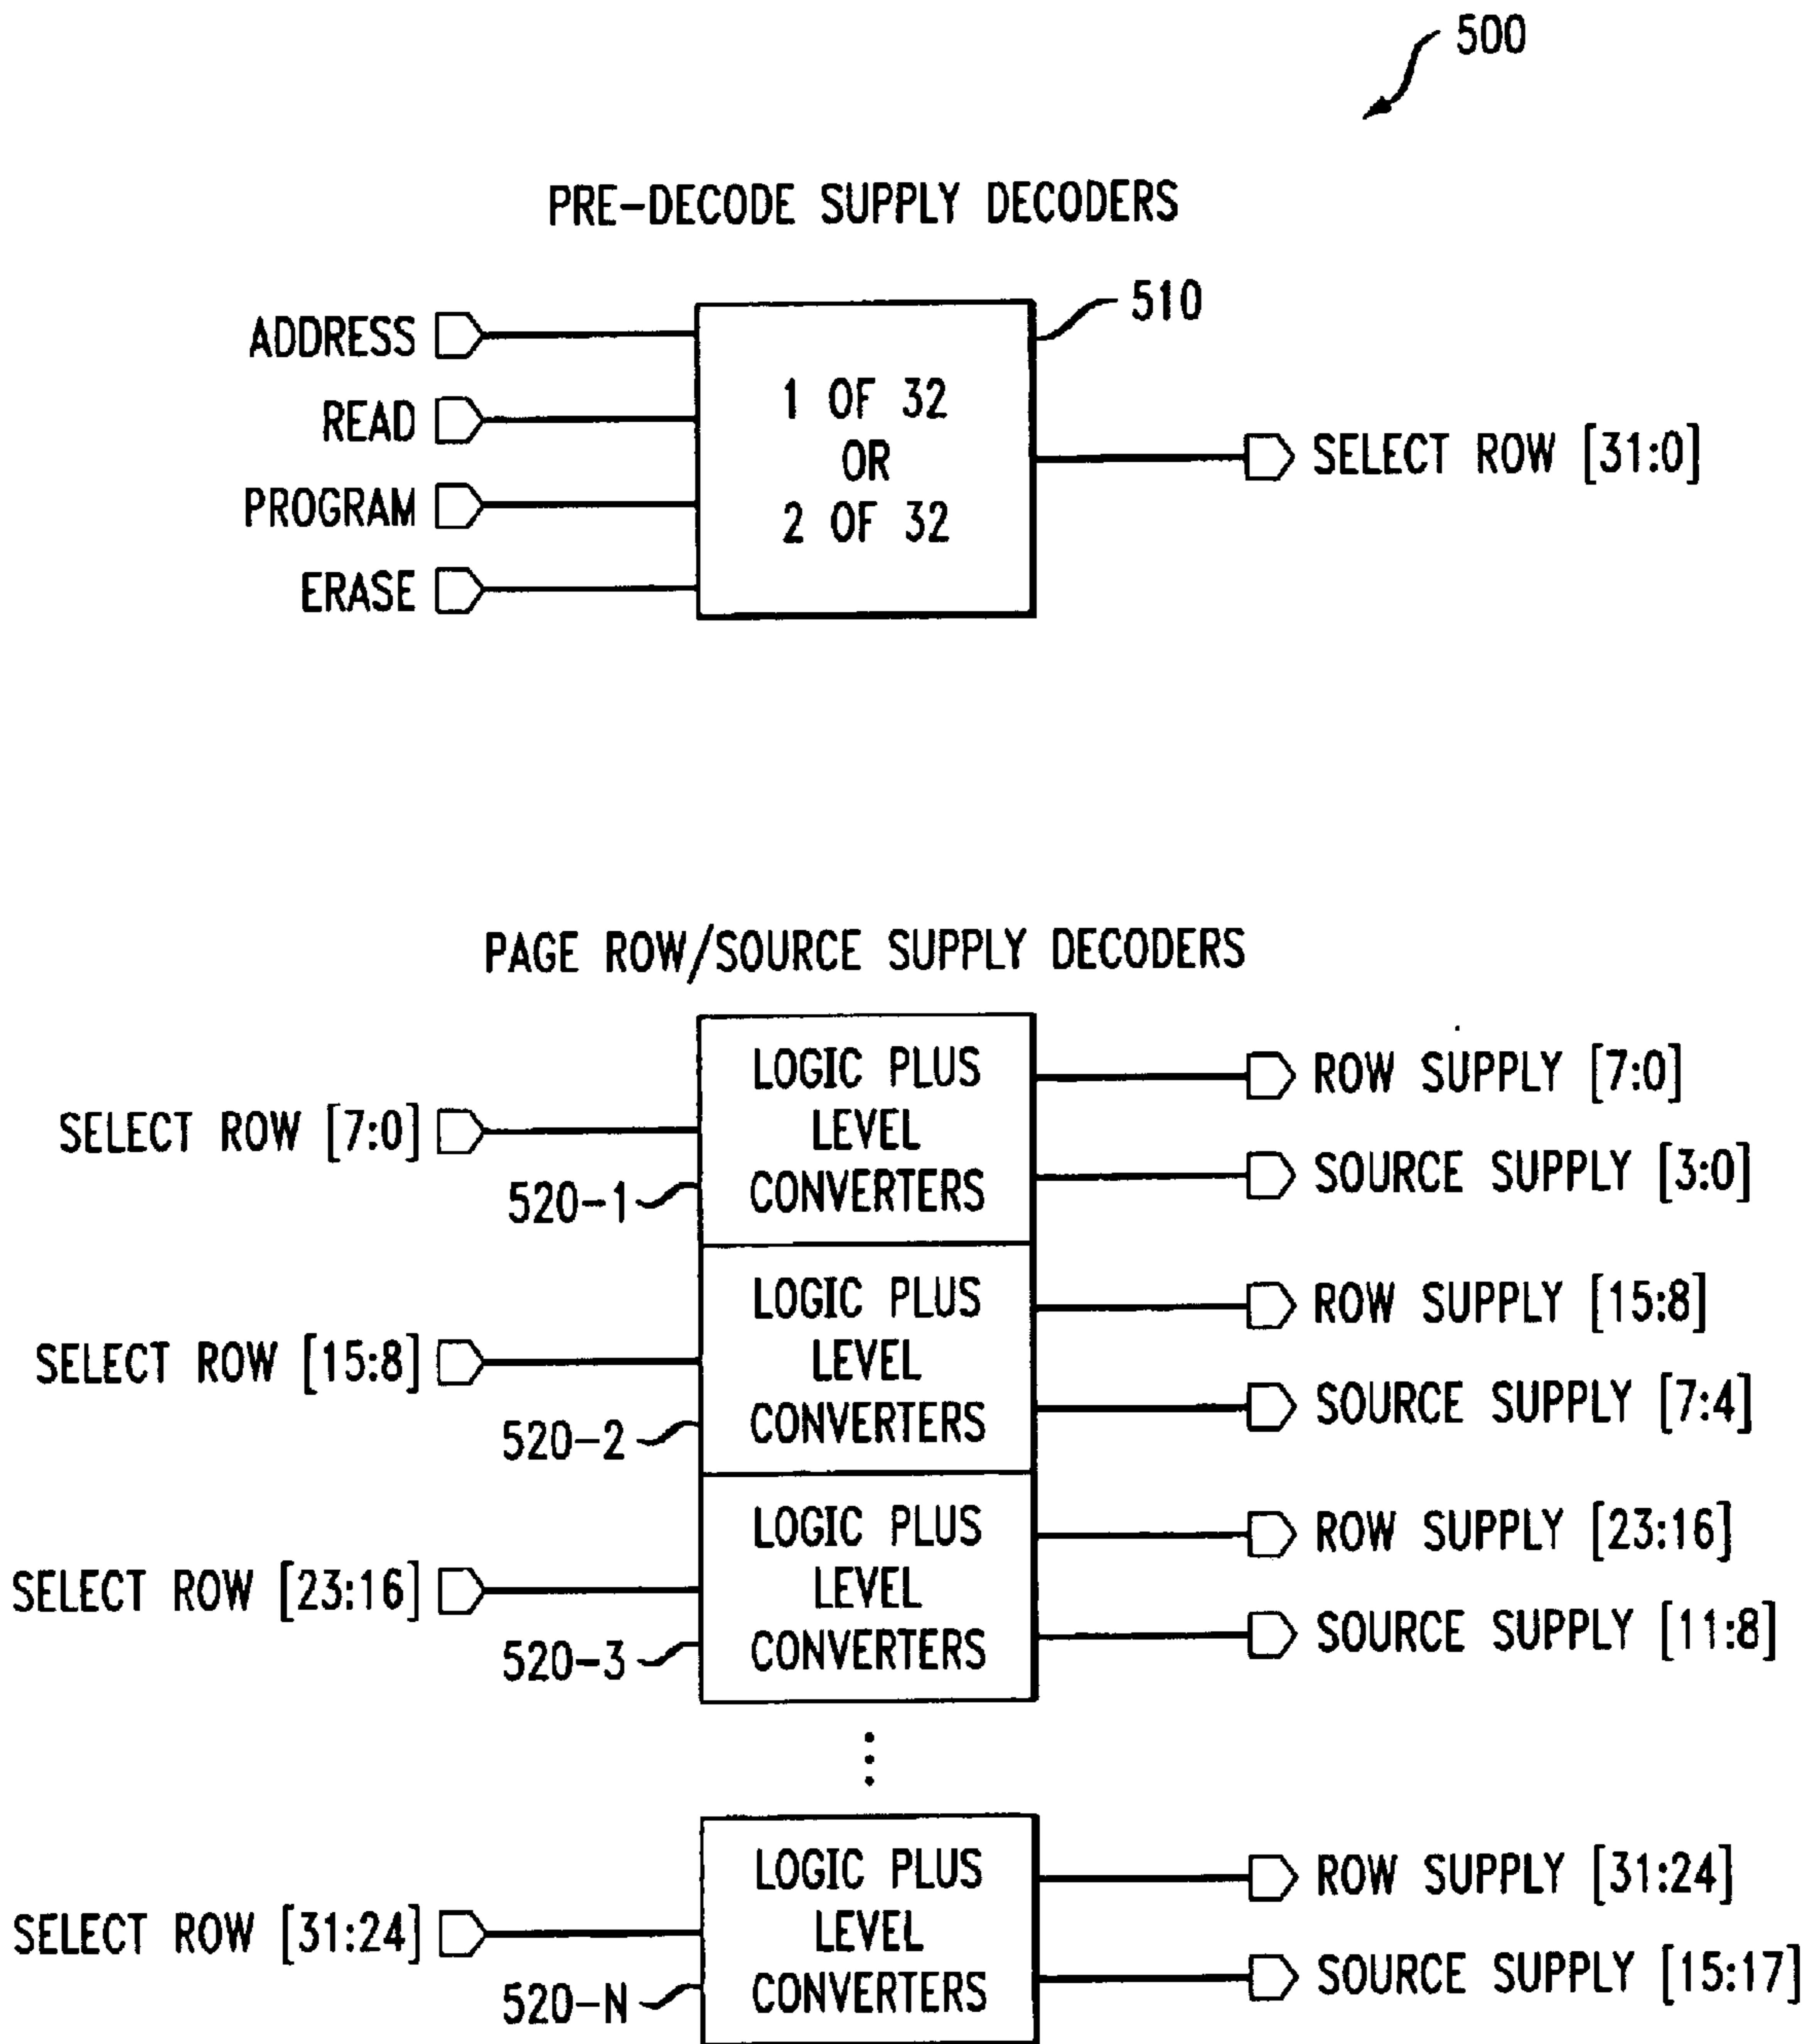 500
PRE-DECODE SUPPLY DECODERS
510
ADDRESS
READ
PROGRAM
ERASE
1 OF 32
OR
2 OF 32
SELECT ROW [31:0]
PAGE ROW/SOURCE SUPPLY DECODERS
SELECT ROW [7:0]
520-1
LOGIC PLUS
LEVEL
CONVERTERS
ROW SUPPLY [7:0]
SOURCE SUPPLY [3:0]
SELECT ROW [15:8]
520-2
LOGIC PLUS
LEVEL
CONVERTERS
ROW SUPPLY [15:8]
SOURCE SUPPLY [7:4]
SELECT ROW [23:16]
520-3
LOGIC PLUS
LEVEL
CONVERTERS
ROW SUPPLY [23:16]
SOURCE SUPPLY [11:8]
SELECT ROW [31:24]
520-N
LOGIC PLUS
LEVEL
CONVERTERS
ROW SUPPLY [31:24]
SOURCE SUPPLY [15:17]